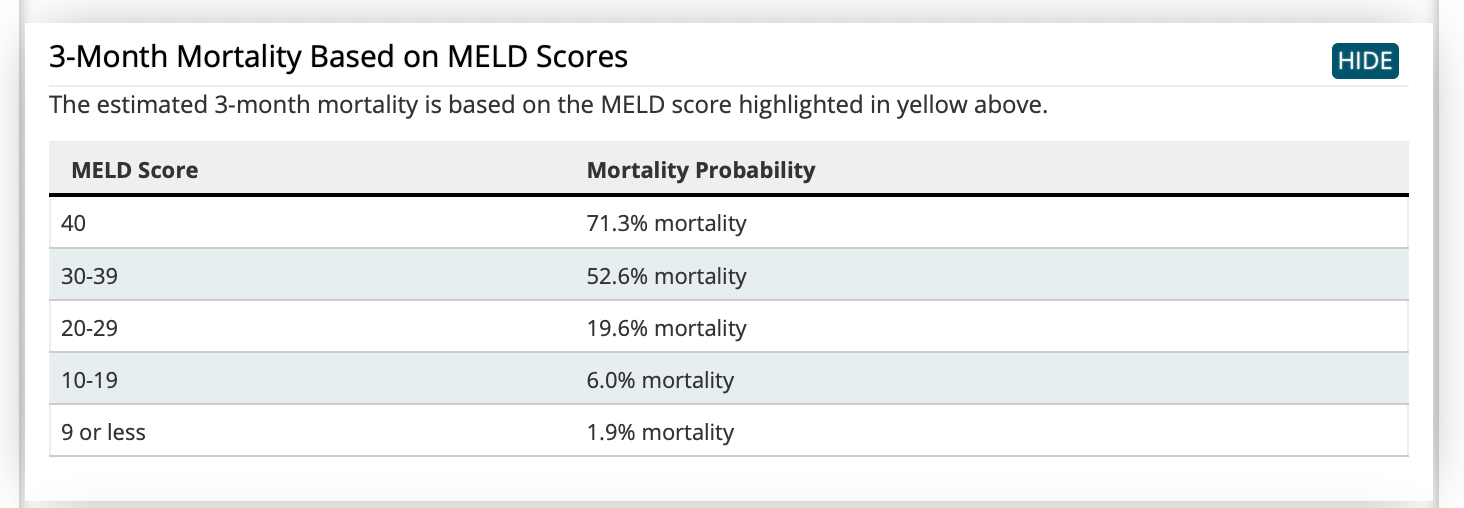 3-Month Mortality Based on MELD Scores HIDE
The estimated 3-month mortality is based on the MELD score highlighted in yellow above.
MELD Score Mortality Probability
40 71.3% mortality
30-39 52.6% mortality
20-29 19.6% mortality
10-19 6.0% mortality
9 or less 1.9% mortality